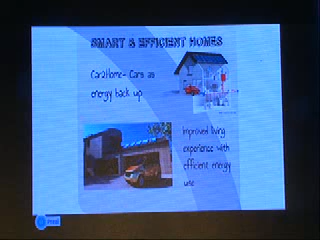 SMART & EFFICIENT HOMES
Car2Home- Cars as
energy back up
Improved living
experience with
efficient energy
use